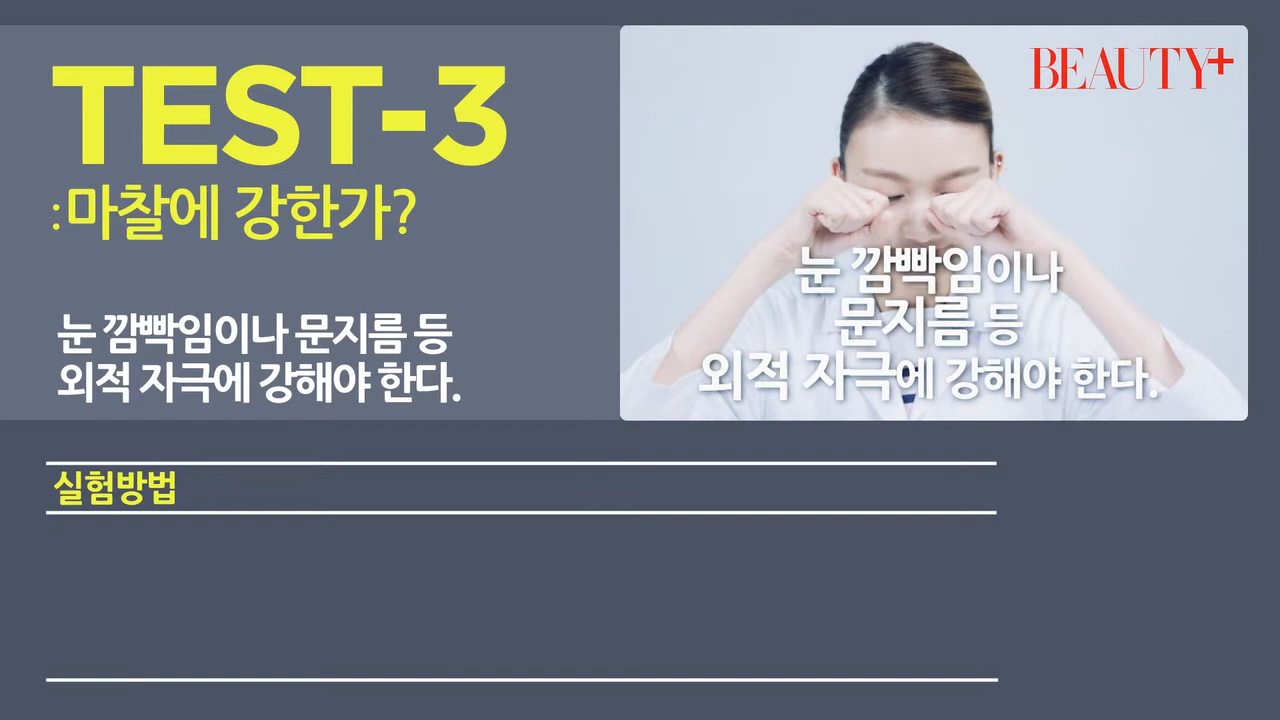 TEST-3
:마찰에 강한가?
눈 깜빡임이나 문지름 등
외적 자극에 강해야 한다.
BEAUTY+
눈 깜빡임이나
문지름 등
외적 자극에 강해야 한다.
실험방법